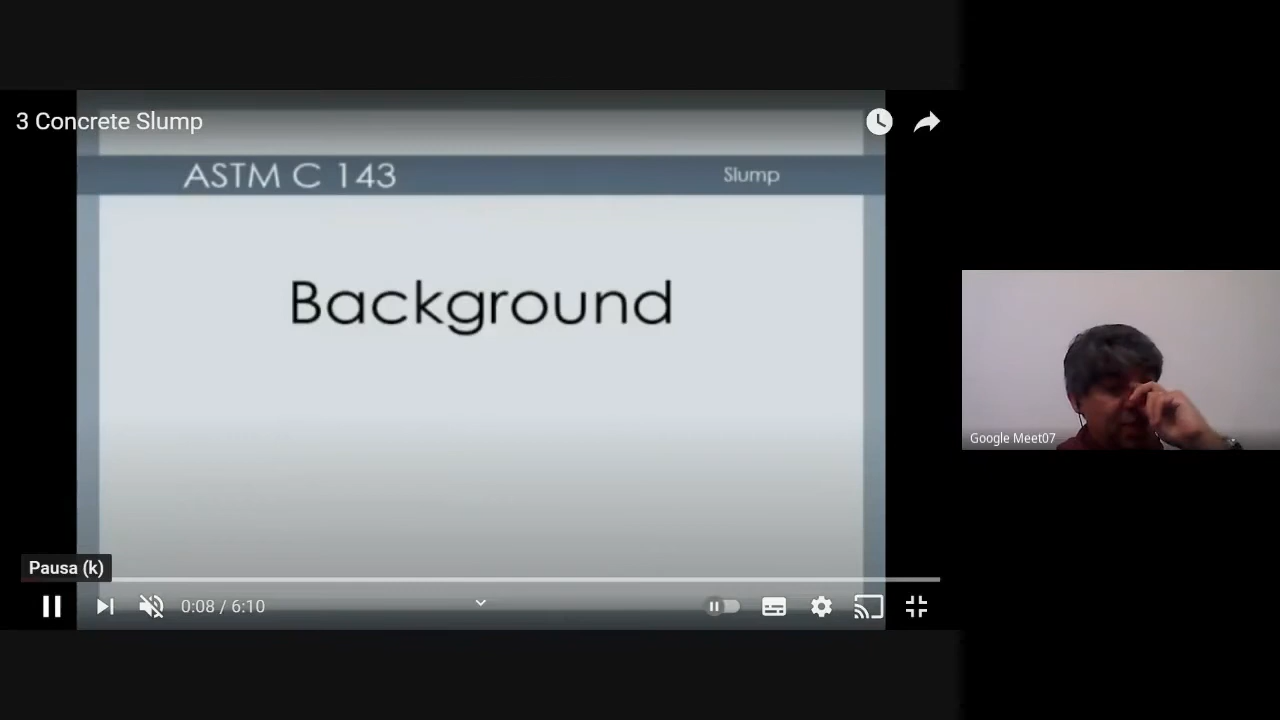 3 Concrete Slump
ASTM C 143
Slump
Background
Google Meet07
Pausa (k)
0:08 / 6:10